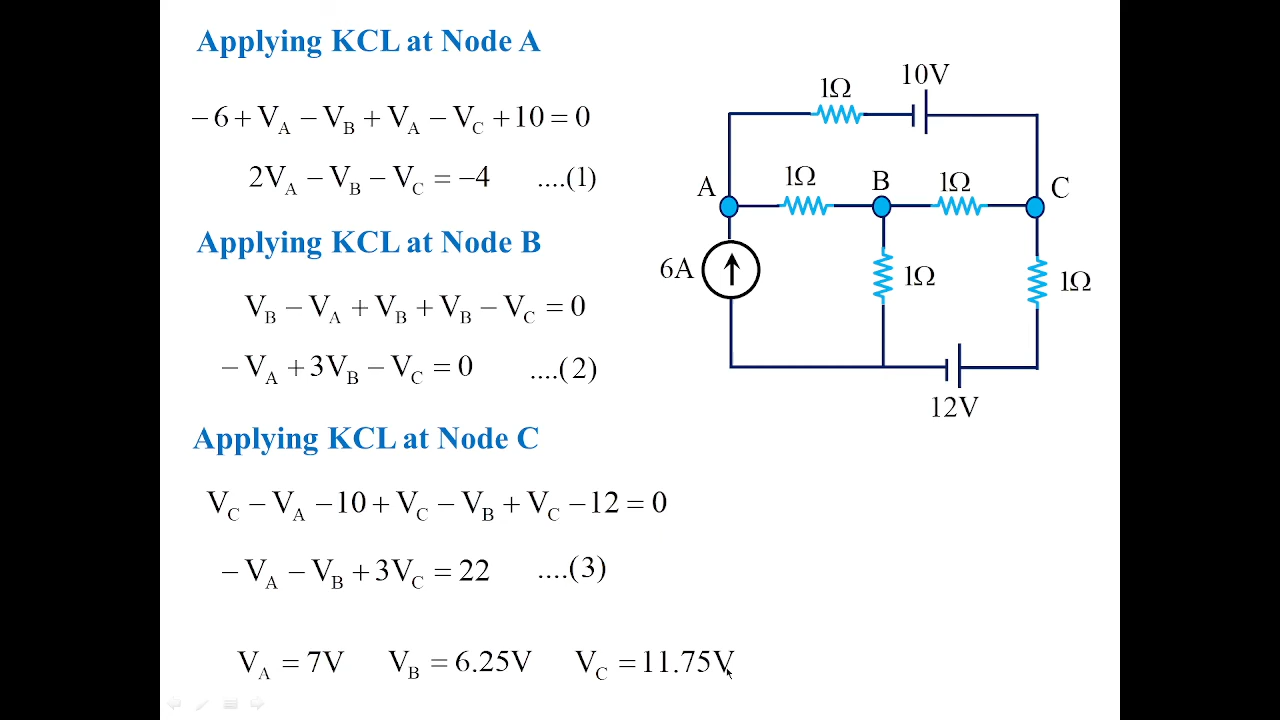 Applying KCL at Node A
− 6 + V_A − V_B + V_A − V_C + 10 = 0
2V_A − V_B − V_C = −4 ....(1)
Applying KCL at Node B
V_B − V_A + V_B + V_B − V_C = 0
− V_A + 3V_B − V_C = 0 ....(2)
Applying KCL at Node C
V_C − V_A − 10 + V_C − V_B + V_C − 12 = 0
− V_A − V_B + 3V_C = 22 ....(3)
V_A = 7V V_B = 6.25V V_C = 11.75V
1Ω 10V
A 1Ω B 1Ω C
6A 1Ω 1Ω
12V